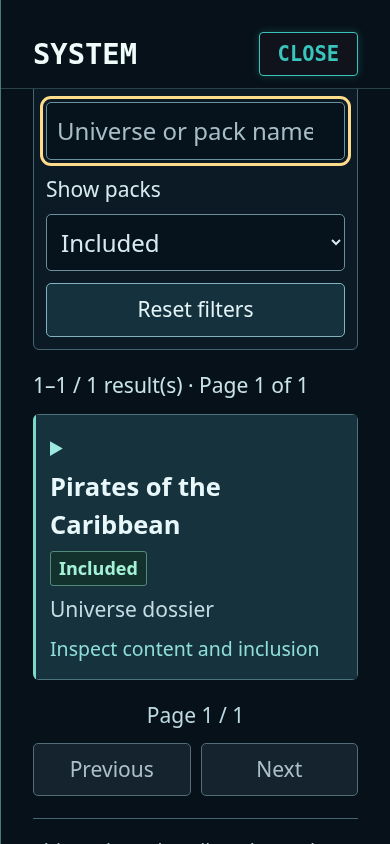 SYSTEM
CLOSE
Universe or pack name
Show packs
Included
Reset filters
1–1 / 1 result(s) · Page 1 of 1
Pirates of the
Caribbean
Included
Universe dossier
Inspect content and inclusion
Page 1 / 1
Previous
Next